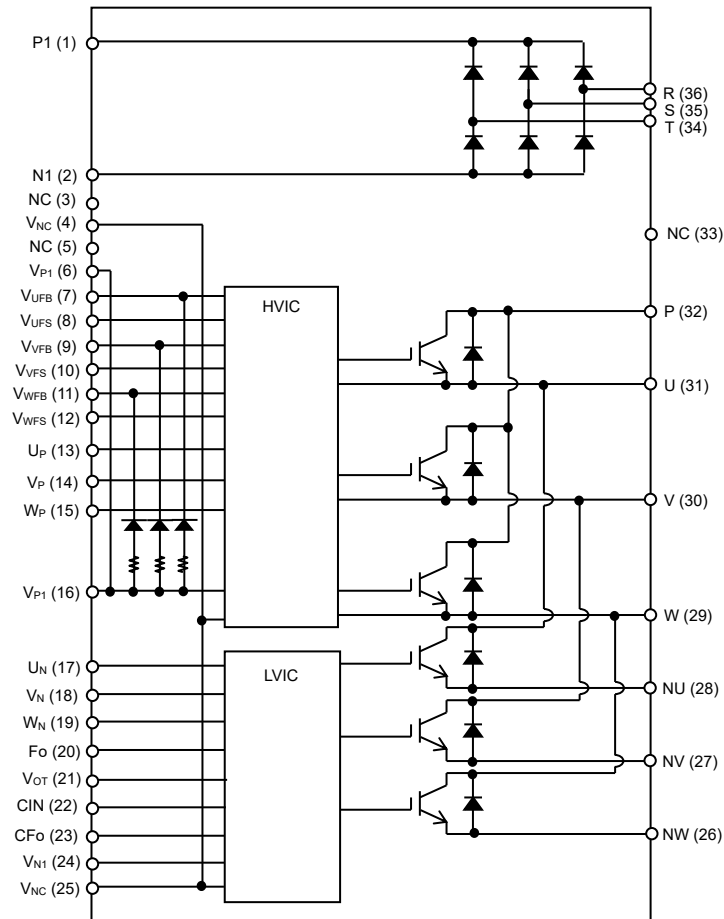 P1 (1)
N1 (2)
NC (3)
VNC (4)
NC (5)
VP1 (6)
VUFB (7)
VUFS (8)
VVFB (9)
VVFS (10)
VWFB (11)
VWFS (12)
UP (13)
VP (14)
WP (15)
VP1 (16)
UN (17)
VN (18)
WN (19)
Fo (20)
VOT (21)
CIN (22)
CFo (23)
VN1 (24)
VNC (25)
HVIC
LVIC
R (36)
S (35)
T (34)
NC (33)
P (32)
U (31)
V (30)
W (29)
NU (28)
NV (27)
NW (26)